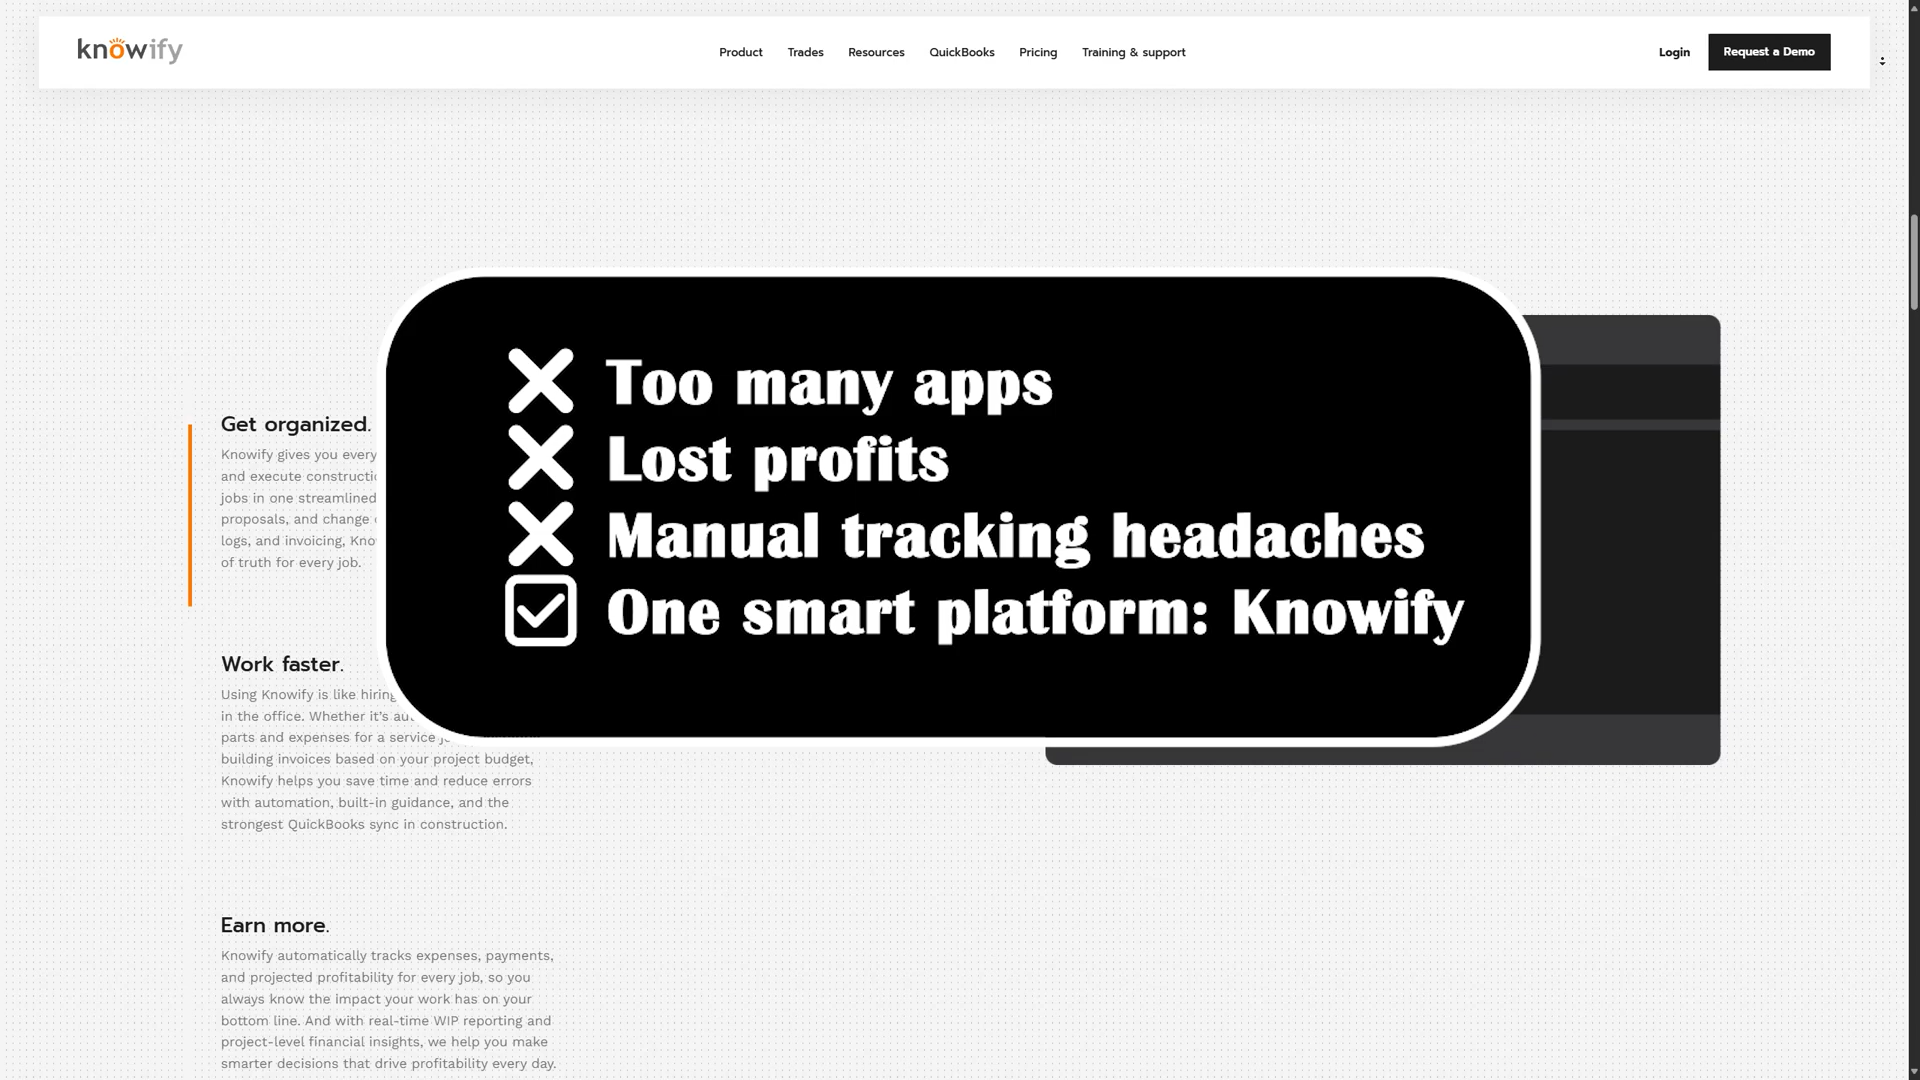 knowify
Product
Trades
Resources
QuickBooks
Pricing
Training & support
Login
Request a Demo
Too many apps
Lost profits
Manual tracking headaches
One smart platform: Knowify
Get organized.
Knowify gives you every
and execute
jobs in one streamlined
proposals, and change
logs, and invoicing,
of truth for every job.
Work faster.
Using Knowify is like hiring
in the office. Whether it's
parts and expenses for a service
building invoices based on your project budget,
Knowify helps you save time and reduce errors
with automation, built-in guidance, and the
strongest QuickBooks sync in construction.
Earn more.
Knowify automatically tracks expenses, payments,
and projected profitability for every job, so you
always know the impact your work has on your
bottom line. And with real-time WIP reporting and
project-level financial insights, we help you make
smarter decisions that drive profitability every day.